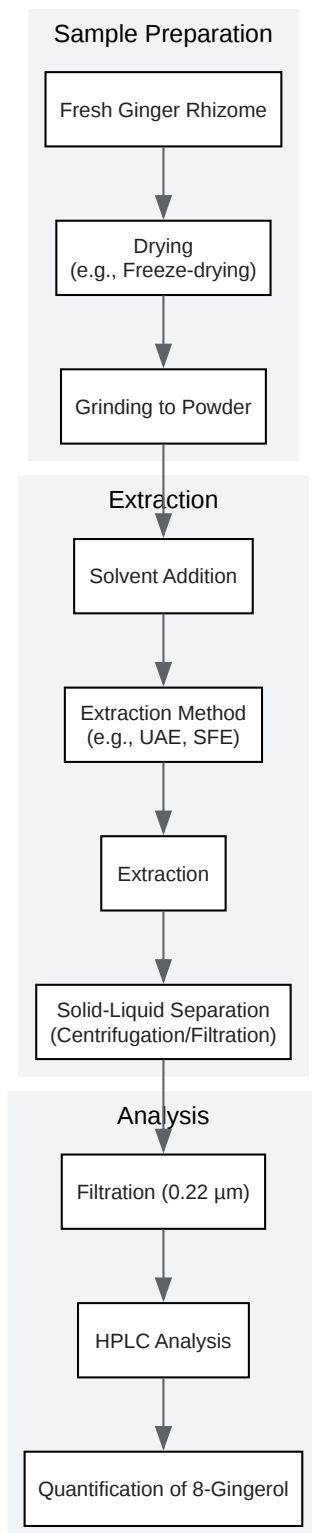 Sample Preparation
Fresh Ginger Rhizome
Drying
(e.g., Freeze-drying)
Grinding to Powder
Extraction
Solvent Addition
Extraction Method
(e.g., UAE, SFE)
Extraction
Solid-Liquid Separation
(Centrifugation/Filtration)
Analysis
Filtration (0.22 µm)
HPLC Analysis
Quantification of 8-Gingerol